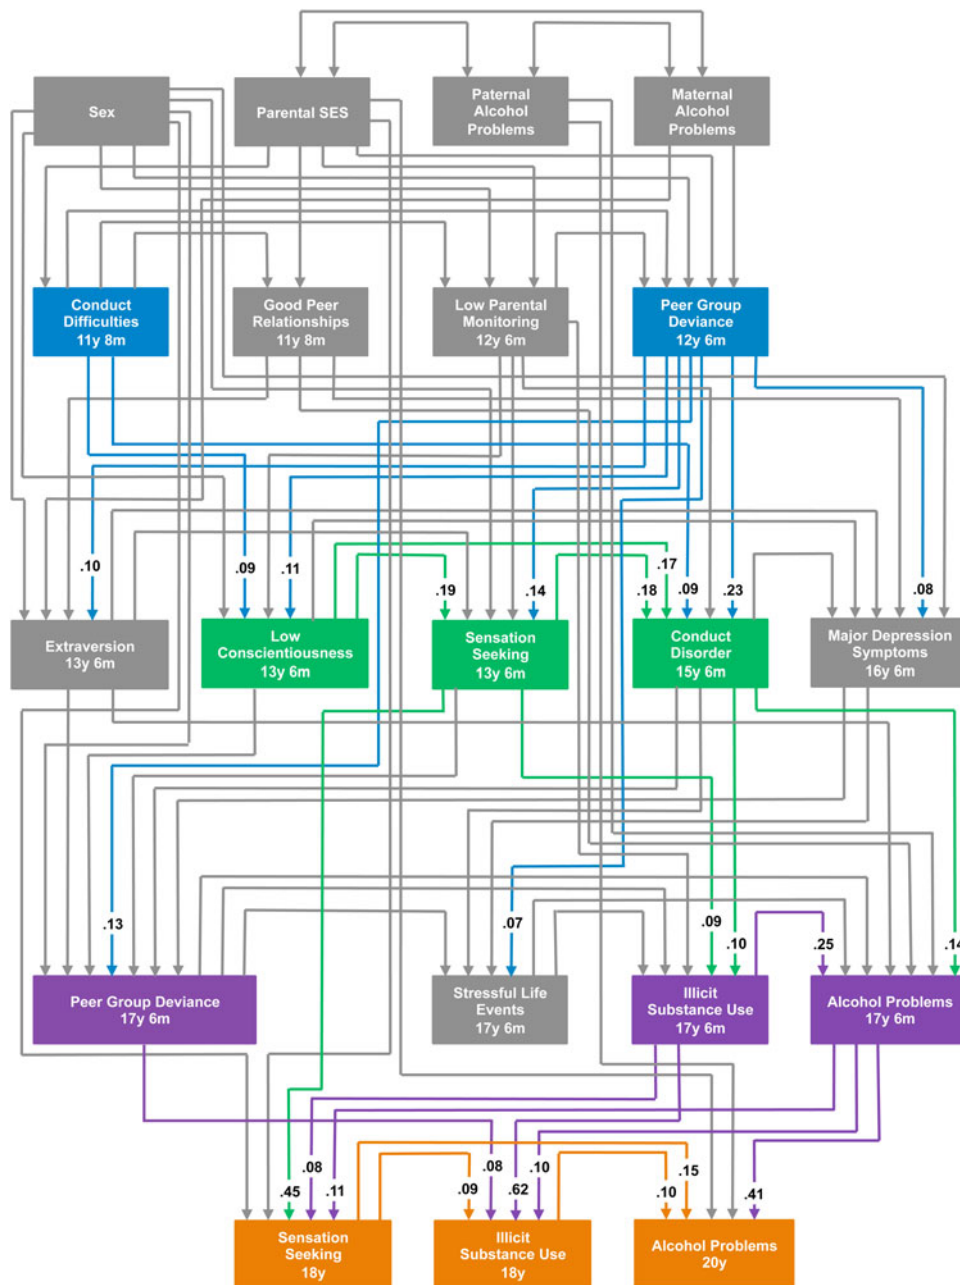 Sex
Parental SES
Paternal
Alcohol
Problems
Maternal
Alcohol
Problems
Conduct
Difficulties
11y 8m
Good Peer
Relationships
11y 8m
Low Parental
Monitoring
12y 6m
Peer Group
Deviance
12y 6m
.10
.09
.11
.19
.14
.18
.17
.09
.23
.08
Extraversion
13y 6m
Low
Conscientiousness
13y 6m
Sensation
Seeking
13y 6m
Conduct
Disorder
15y 6m
Major Depression
Symptoms
16y 6m
.13
.07
.09
.10
.25
.14
Peer Group Deviance
17y 6m
Stressful Life
Events
17y 6m
Illicit
Substance Use
17y 6m
Alcohol Problems
17y 6m
.45
.08
.11
.09
.08
.62
.10
.10
.15
.41
Sensation
Seeking
18y
Illicit
Substance Use
18y
Alcohol Problems
20y